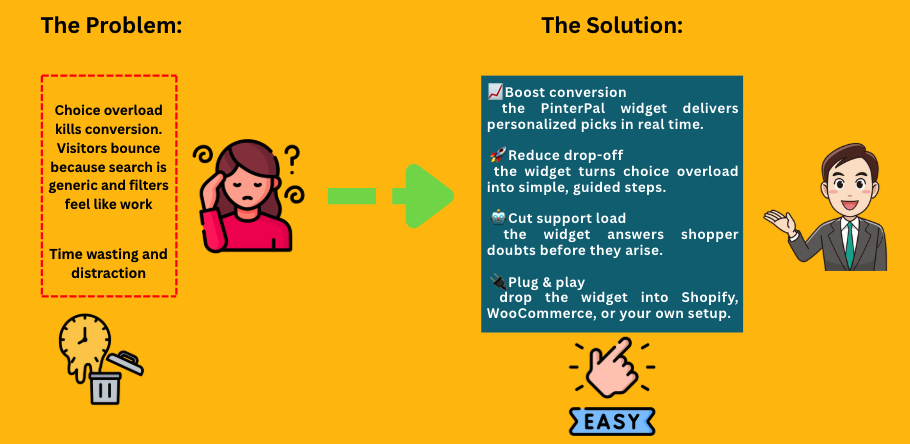 The Problem:
The Solution:
Choice overload
kills conversion.
Visitors bounce
because search is
generic and filters
feel like work
Time wasting and
distraction
📈Boost conversion
the PinterPal widget delivers
personalized picks in real time.
🚀Reduce drop-off
the widget turns choice overload
into simple, guided steps.
🤖Cut support load
the widget answers shopper
doubts before they arise.
🔌Plug & play
drop the widget into Shopify,
WooCommerce, or your own setup.
? 
EASY